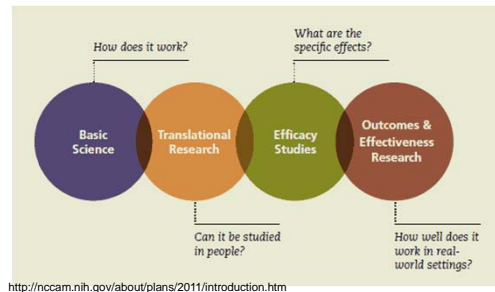 How does it work?
What are the
specific effects?
Basic
Science
Translational
Research
Efficacy
Studies
Outcomes &
Effectiveness
Research
Can it be studied
in people?
How well does it
work in real-
world settings?
http://nccam.nih.gov/about/plans/2011/introduction.htm